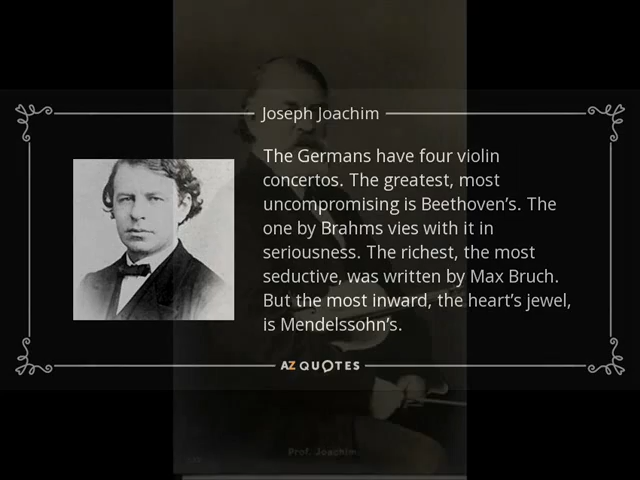 Joseph Joachim
The Germans have four violin
concertos. The greatest, most
uncompromising is Beethoven's. The
one by Brahms vies with it in
seriousness. The richest, the most
seductive, was written by Max Bruch.
But the most inward, the heart's jewel,
is Mendelssohn's.
AZ QUOTES
Prof. Joachim.